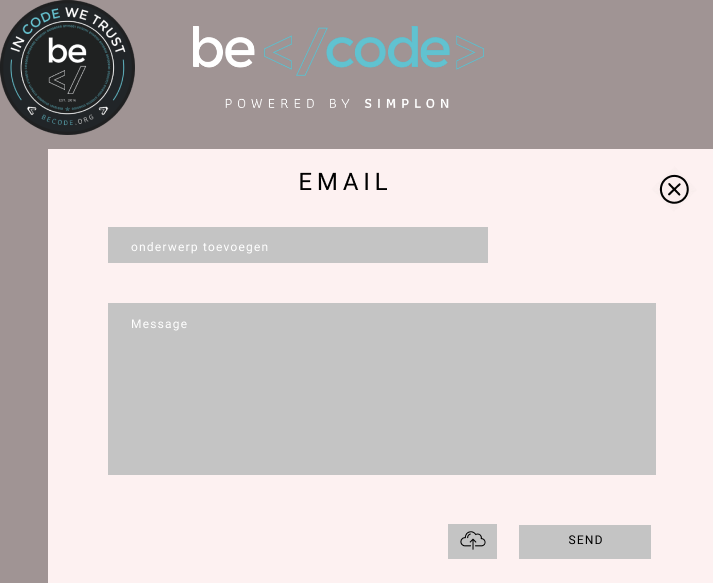 IN CODE WE TRUST
be
</>
EST. 2016
BECODE.ORG
be </code>
POWERED BY SIMPLON
EMAIL
onderwerp toevoegen
Message
SEND